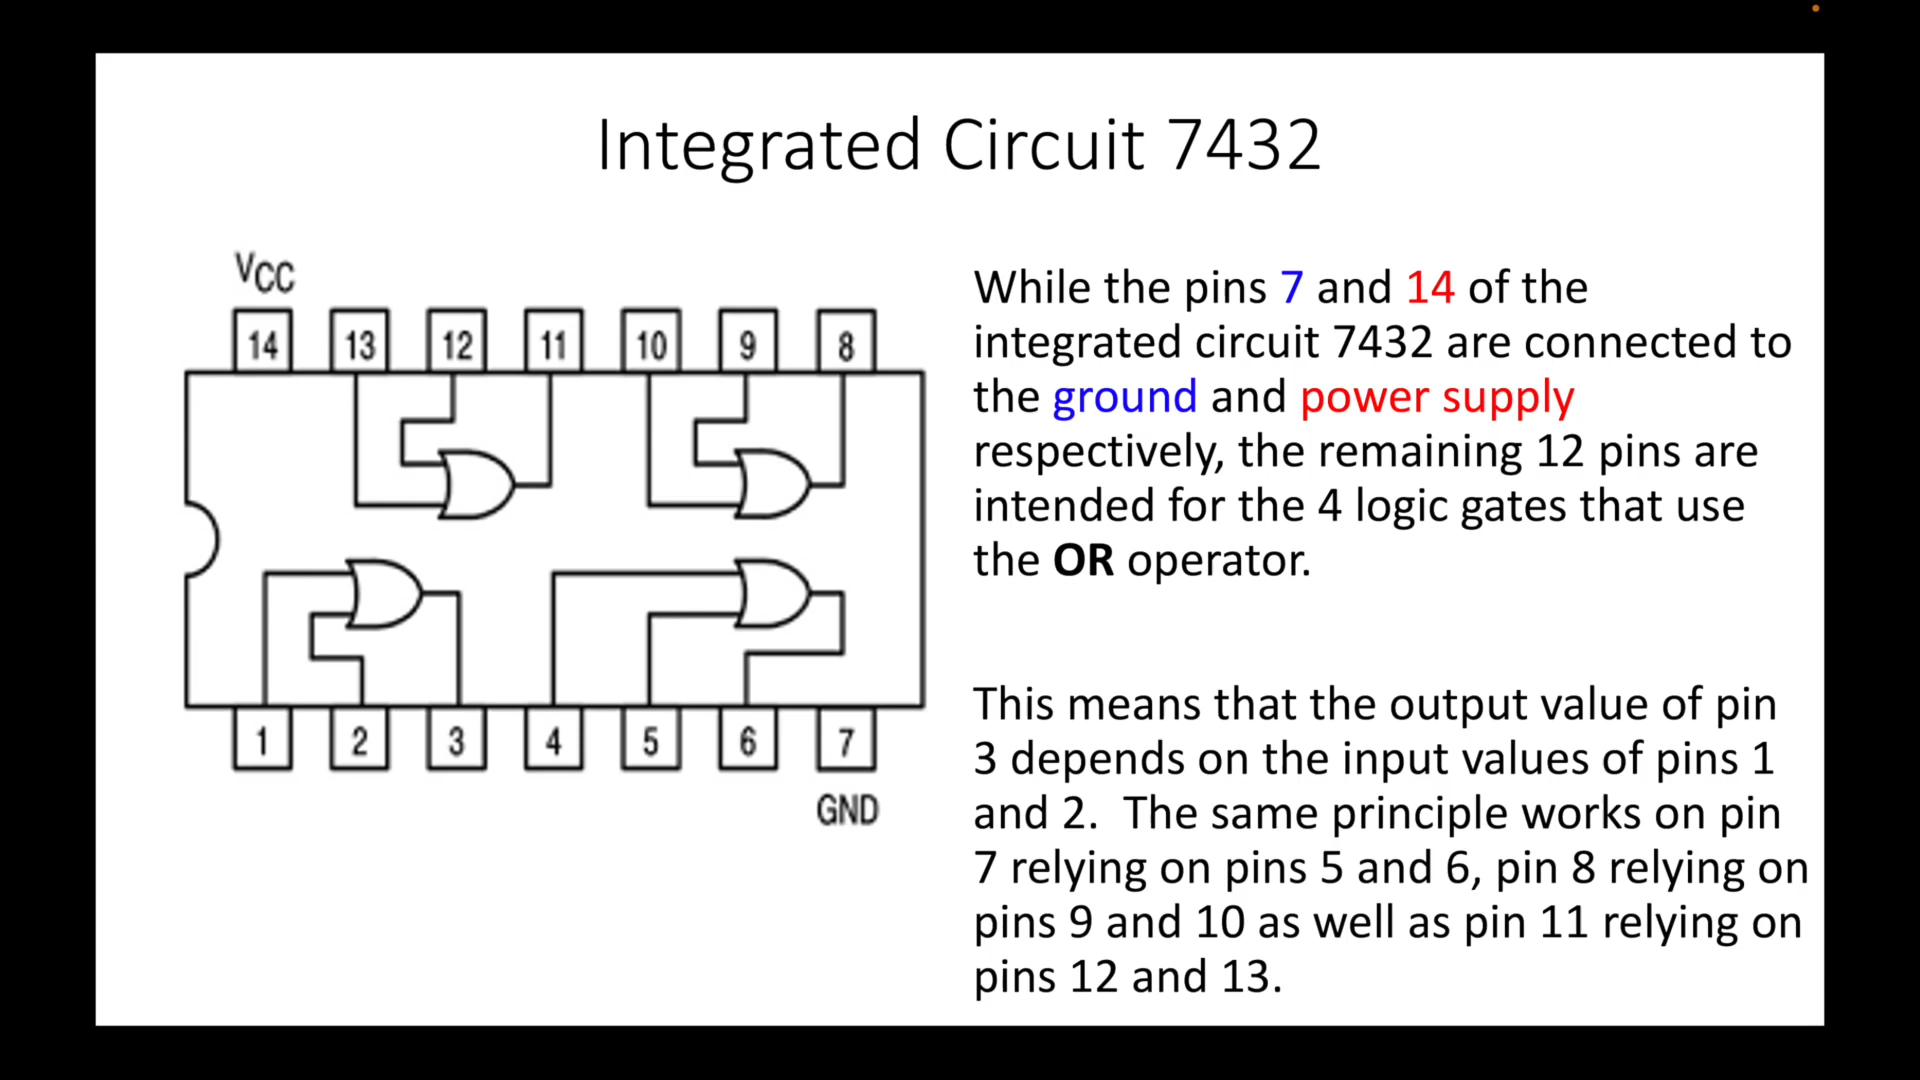 Integrated Circuit 7432
VCC
14 13 12 11 10 9 8
1 2 3 4 5 6 7
GND
While the pins 7 and 14 of the
integrated circuit 7432 are connected to
the ground and power supply
respectively, the remaining 12 pins are
intended for the 4 logic gates that use
the OR operator.
This means that the output value of pin
3 depends on the input values of pins 1
and 2.  The same principle works on pin
7 relying on pins 5 and 6, pin 8 relying on
pins 9 and 10 as well as pin 11 relying on
pins 12 and 13.